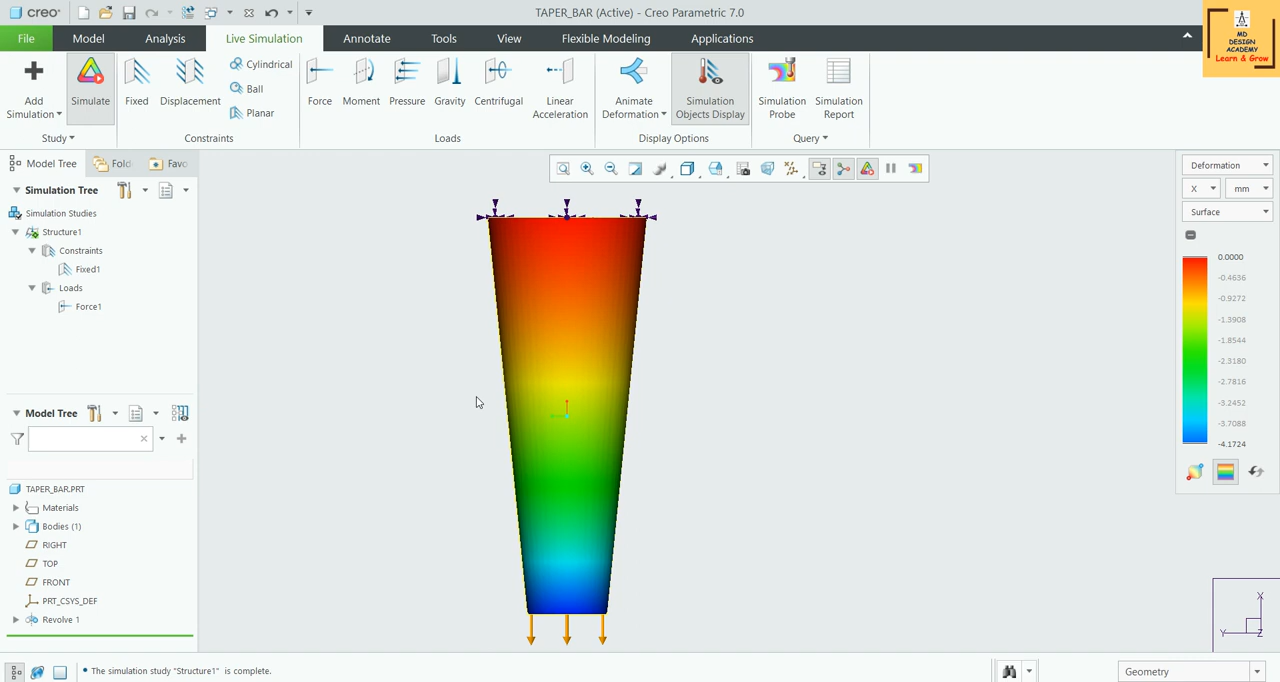 creo
TAPER_BAR (Active) - Creo Parametric 7.0
MD
DESIGN
ACADEMY
Learn & Grow
File
Model
Analysis
Live Simulation
Annotate
Tools
View
Flexible Modeling
Applications
Add
Simulation
Simulate
Fixed
Displacement
Cylindrical
Ball
Planar
Force
Moment
Pressure
Gravity
Centrifugal
Linear
Acceleration
Animate
Deformation
Simulation
Objects Display
Simulation
Probe
Simulation
Report
Study
Constraints
Loads
Display Options
Query
Model Tree
Fold
Favo
Simulation Tree
Simulation Studies
Structure1
Constraints
Fixed1
Loads
Force1
Model Tree
TAPER_BAR.PRT
Materials
Bodies (1)
RIGHT
TOP
FRONT
PRT_CSYS_DEF
Revolve 1
Deformation
X
mm
Surface
0.0000
-0.4636
-0.9272
-1.3908
-1.8544
-2.3180
-2.7816
-3.2452
-3.7088
-4.1724
X
Y
Z
• The simulation study "Structure1" is complete.
Geometry